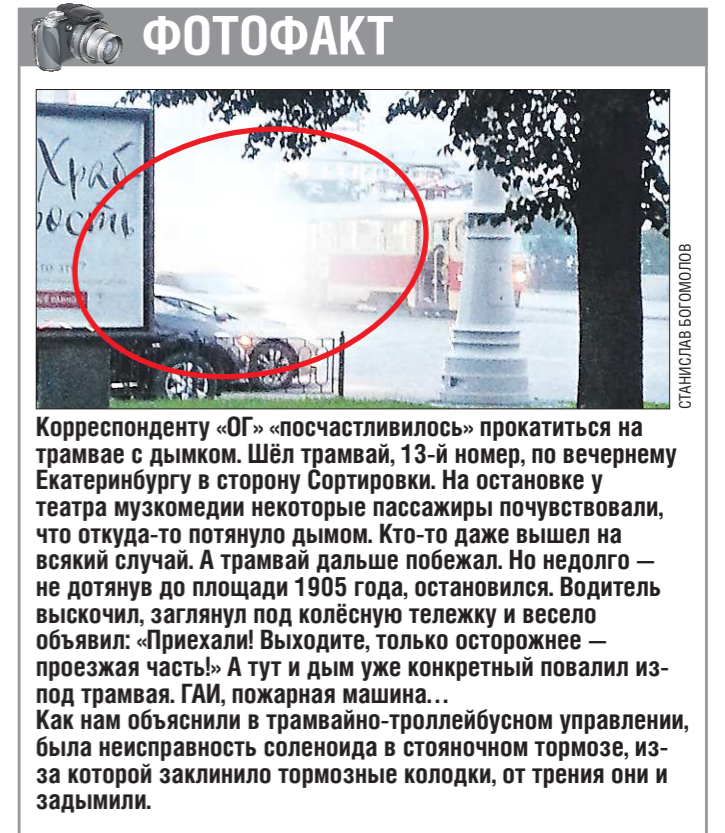 ФОТОФАКТ
Храб
рость
СТАНИСЛАВ БОГОМОЛОВ
Корреспонденту «ОГ» «посчастливилось» прокатиться на
трамвае с дымком. Шёл трамвай, 13-й номер, по вечернему
Екатеринбургу в сторону Сортировки. На остановке у
театра музкомедии некоторые пассажиры почувствовали,
что откуда-то потянуло дымом. Кто-то даже вышел на
всякий случай. А трамвай дальше побежал. Но недолго —
не дотянув до площади 1905 года, остановился. Водитель
выскочил, заглянул под колёсную тележку и весело
объявил: «Приехали! Выходите, только осторожнее —
проезжая часть!» А тут и дым уже конкретный повалил из-
под трамвая. ГАИ, пожарная машина…
Как нам объяснили в трамвайно-троллейбусном управлении,
была неисправность соленоида в стояночном тормозе, из-
за которой заклинило тормозные колодки, от трения они и
задымили.